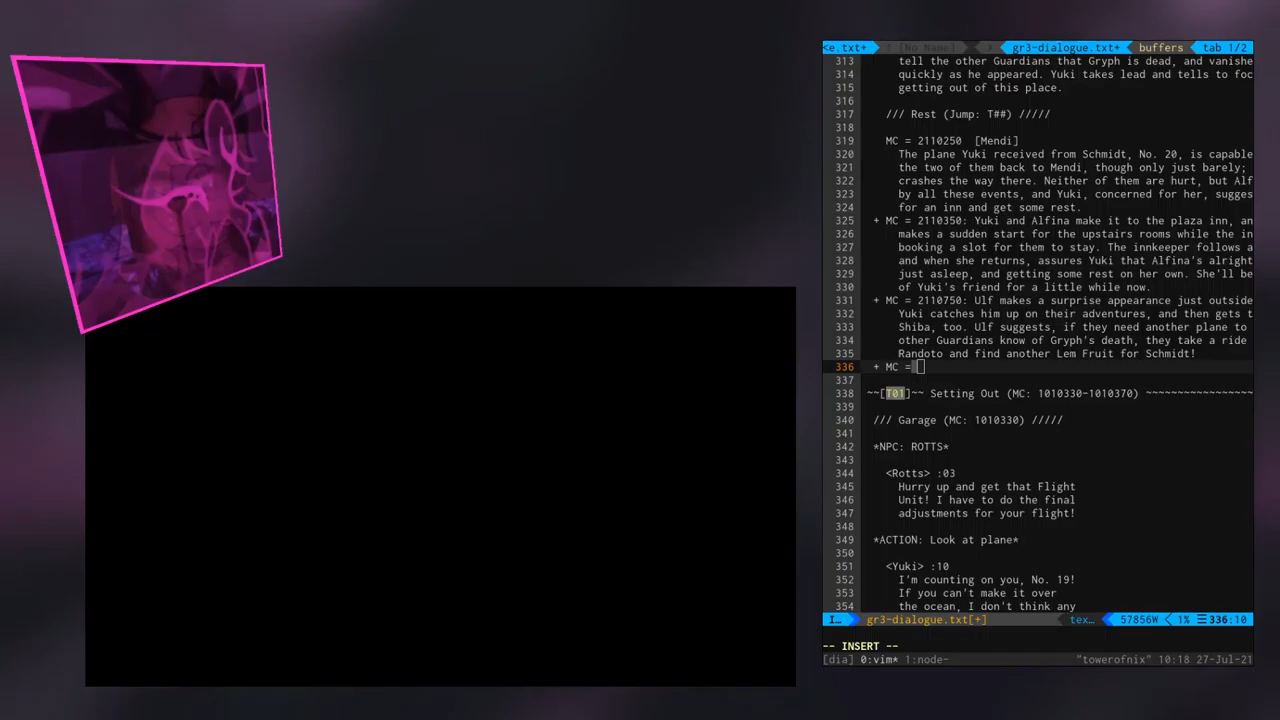 <e.txt+ 1 [No Name] gr3-dialogue.txt+ buffers tab 1/2
313 tell the other Guardians that Gryph is dead, and vanishe
314 quickly as he appeared. Yuki takes lead and tells to foc
315 getting out of this place.
316
317 /// Rest (Jump: T##) /////
318
319 MC = 2110250 [Mendi]
320 The plane Yuki received from Schmidt, No. 20, is capable
321 the two of them back to Mendi, though only just barely;
322 crashes the way there. Neither of them are hurt, but Alf
323 by all these events, and Yuki, concerned for her, sugges
324 for an inn and get some rest.
325 + MC = 2110350: Yuki and Alfina make it to the plaza inn, an
326 makes a sudden start for the upstairs rooms while the in
327 booking a slot for them to stay. The innkeeper follows a
328 and when she returns, assures Yuki that Alfina's alright
329 just asleep, and getting some rest on her own. She'll be
330 of Yuki's friend for a little while now.
331 + MC = 2110750: Ulf makes a surprise appearance just outside
332 Yuki catches him up on their adventures, and then gets t
333 Shiba, too. Ulf suggests, if they need another plane to
334 other Guardians know of Gryph's death, they take a ride
335 Randoto and find another Lem Fruit for Schmidt!
336 + MC =
337
338 ~~[T01]~~ Setting Out (MC: 1010330-1010370) ~~~~~~~~~~~~~~~~~
339
340 /// Garage (MC: 1010330) /////
341
342 *NPC: ROTTS*
343
344 <Rotts> :03
345 Hurry up and get that Flight
346 Unit! I have to do the final
347 adjustments for your flight!
348
349 *ACTION: Look at plane*
350
351 <Yuki> :10
352 I'm counting on you, No. 19!
353 If you can't make it over
354 the ocean, I don't think any
I… gr3-dialogue.txt[+] tex… 57856W 1% ☰336:10
-- INSERT --
[dia] 0:vim* 1:node- "towerofnix" 10:18 27-Jul-21